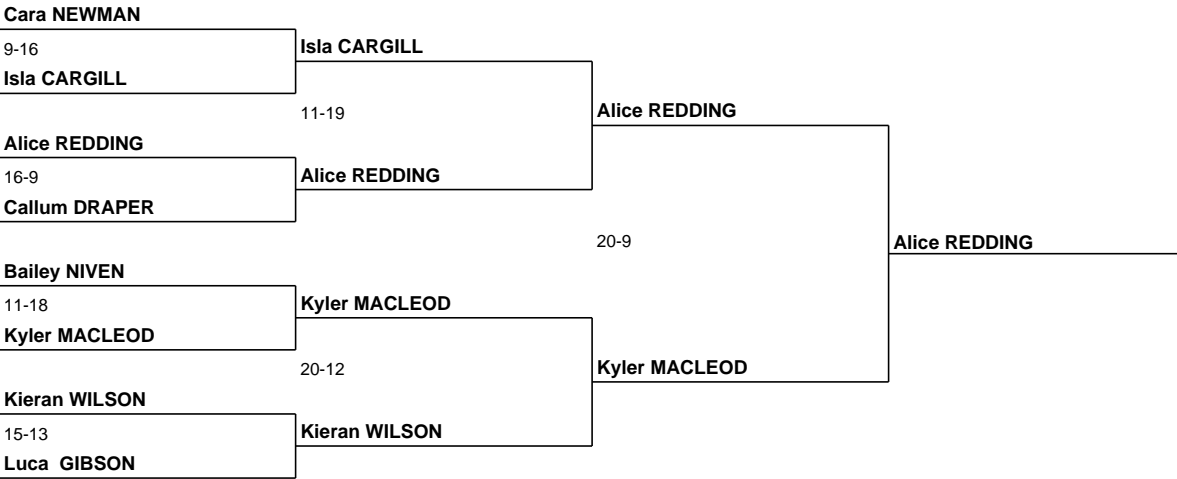 Cara NEWMAN
9-16
Isla CARGILL
Isla CARGILL
11-19
Alice REDDING
Alice REDDING
16-9
Alice REDDING
Callum DRAPER
20-9
Alice REDDING
Bailey NIVEN
11-18
Kyler MACLEOD
Kyler MACLEOD
20-12
Kyler MACLEOD
Kieran WILSON
15-13
Kieran WILSON
Luca  GIBSON